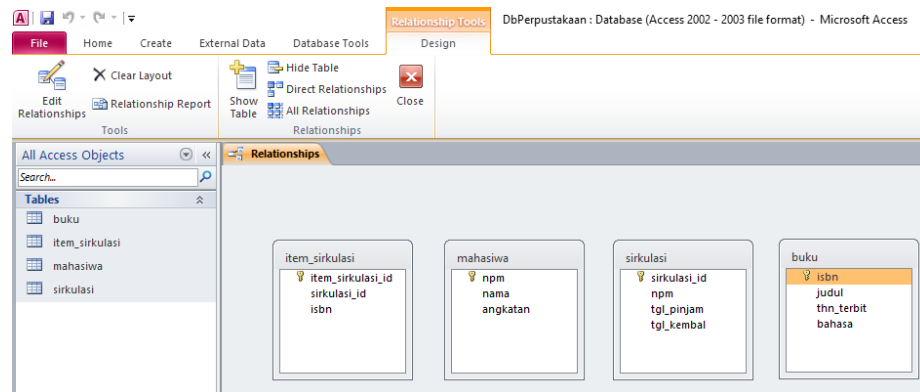 Relationship Tools DbPerpustakaan : Database (Access 2002 - 2003 file format) - Microsoft Access
File Home Create External Data Database Tools Design
Edit Relationships
Clear Layout
Relationship Report
Tools
Show Table
Hide Table
Direct Relationships
All Relationships
Close
Relationships
All Access Objects
Search...
Tables
buku
item_sirkulasi
mahasiwa
sirkulasi
Relationships
item_sirkulasi
item_sirkulasi_id
sirkulasi_id
isbn
mahasiwa
npm
nama
angkatan
sirkulasi
sirkulasi_id
npm
tgl_pinjam
tgl_kembal
buku
isbn
judul
thn_terbit
bahasa